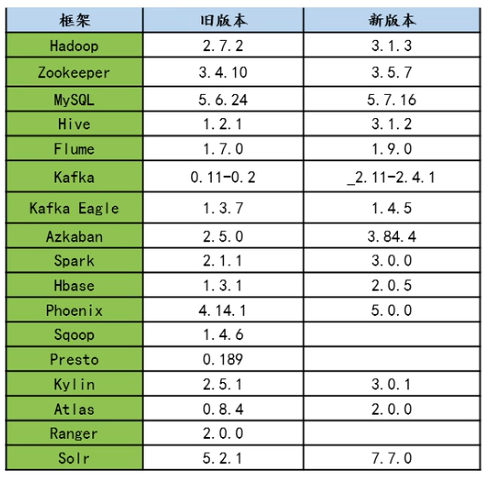 框架 旧版本 新版本
Hadoop 2.7.2 3.1.3
Zookeeper 3.4.10 3.5.7
MySQL 5.6.24 5.7.16
Hive 1.2.1 3.1.2
Flume 1.7.0 1.9.0
Kafka 0.11-0.2 _2.11-2.4.1
Kafka Eagle 1.3.7 1.4.5
Azkaban 2.5.0 3.84.4
Spark 2.1.1 3.0.0
Hbase 1.3.1 2.0.5
Phoenix 4.14.1 5.0.0
Sqoop 1.4.6
Presto 0.189
Kylin 2.5.1 3.0.1
Atlas 0.8.4 2.0.0
Ranger 2.0.0
Solr 5.2.1 7.7.0